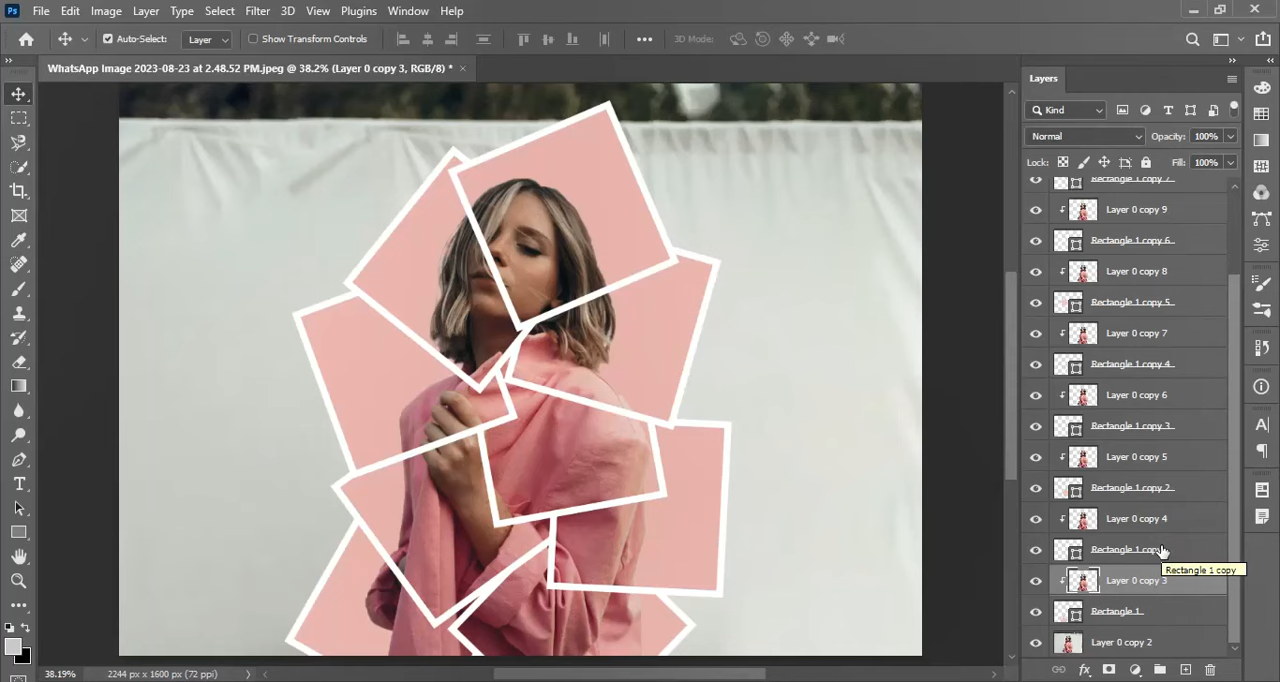 Ps File Edit Image Layer Type Select Filter 3D View Plugins Window Help
Auto-Select: Layer Show Transform Controls 3D Mode:
WhatsApp Image 2023-08-23 at 2.48.52 PM.jpeg @ 38.2% (Layer 0 copy 3, RGB/8) *
Layers
Kind
Normal Opacity: 100%
Lock: Fill: 100%
Rectangle 1 copy 7
Layer 0 copy 9
Rectangle 1 copy 6
Layer 0 copy 8
Rectangle 1 copy 5
Layer 0 copy 7
Rectangle 1 copy 4
Layer 0 copy 6
Rectangle 1 copy 3
Layer 0 copy 5
Rectangle 1 copy 2
Layer 0 copy 4
Rectangle 1 copy
Rectangle 1 copy
Layer 0 copy 3
Rectangle 1
Layer 0 copy 2
38.19% 2244 px x 1600 px (72 ppi)